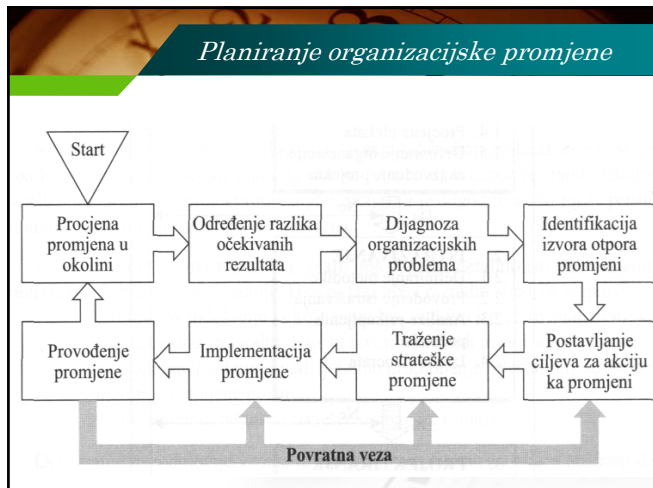 Planiranje organizacijske promjene
Start
Procjena
promjena u
okolini
Određenje razlika
očekivanih
rezultata
Dijagnoza
organizacijskih
problema
Identifikacija
izvora otpora
promjeni
Provođenje
promjene
Implementacija
promjene
Traženje
strateške
promjene
Postavljanje
ciljeva za akciju
ka promjeni
Povratna veza